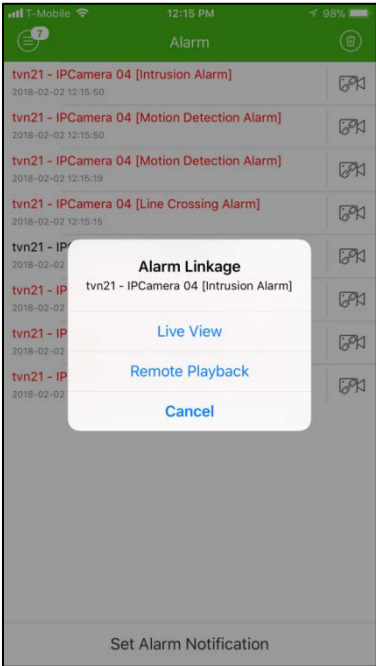 T-Mobile 12:15 PM 98%
7
Alarm
tvn21 - IPCamera 04 [Intrusion Alarm]
2018-02-02 12:15:50
tvn21 - IPCamera 04 [Motion Detection Alarm]
2018-02-02 12:15:50
tvn21 - IPCamera 04 [Motion Detection Alarm]
2018-02-02 12:15:19
tvn21 - IPCamera 04 [Line Crossing Alarm]
2018-02-02 12:15:15
tvn21 - IP
2018-02-02
tvn21 - IP
2018-02-02
tvn21 - IP
2018-02-02
tvn21 - IP
2018-02-02
Alarm Linkage
tvn21 - IPCamera 04 [Intrusion Alarm]
Live View
Remote Playback
Cancel
Set Alarm Notification